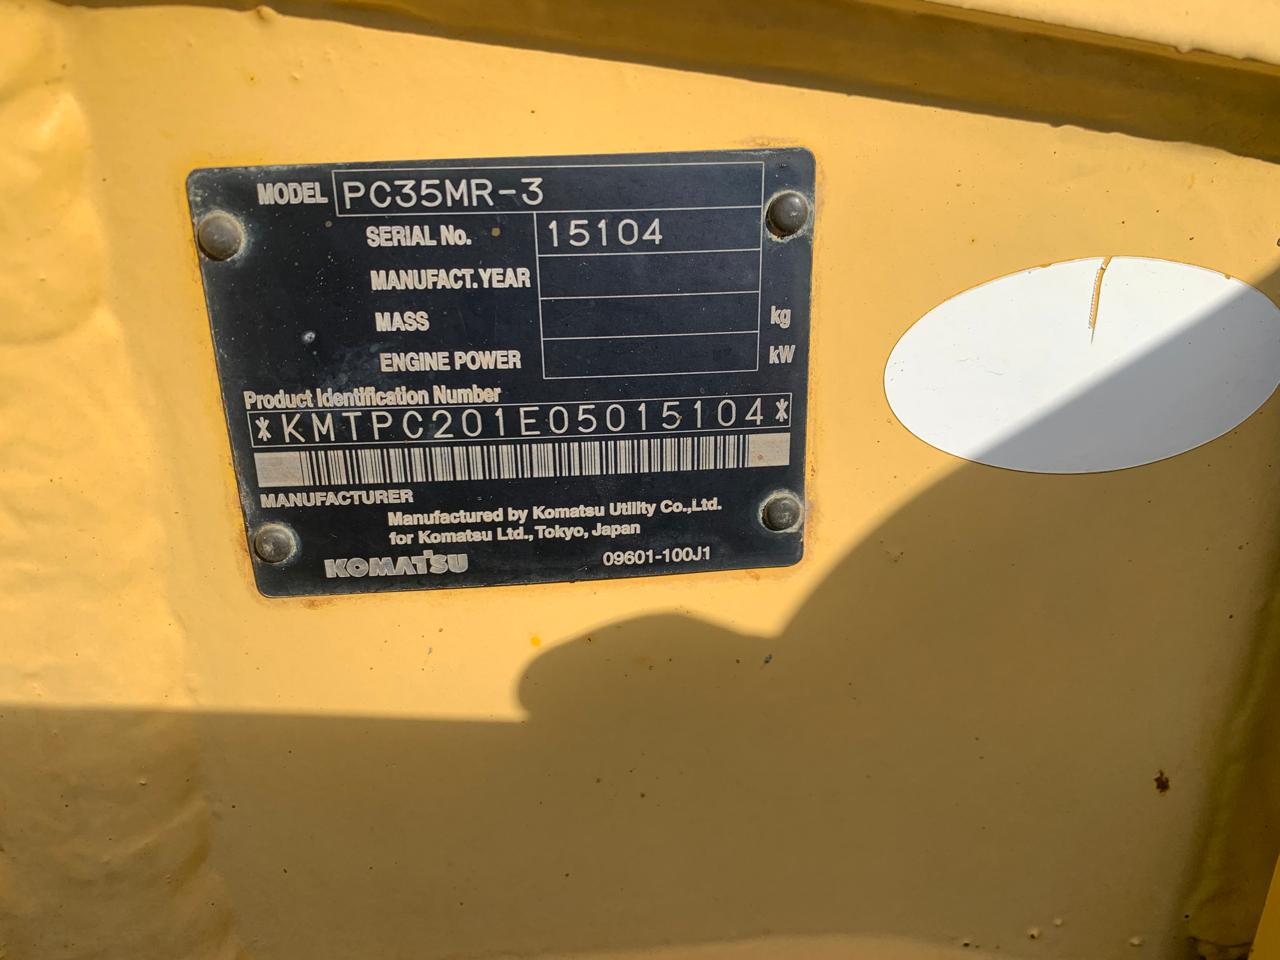 MODEL PC35MR-3
SERIAL No. 15104
MANUFACT. YEAR
MASS kg
ENGINE POWER kW
Product Identification Number
*KMTPC201E05015104*
MANUFACTURER
Manufactured by Komatsu Utility Co.,Ltd.
for Komatsu Ltd., Tokyo, Japan
KOMATSU 09601-100J1